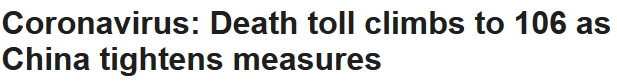 Coronavirus: Death toll climbs to 106 as
China tightens measures